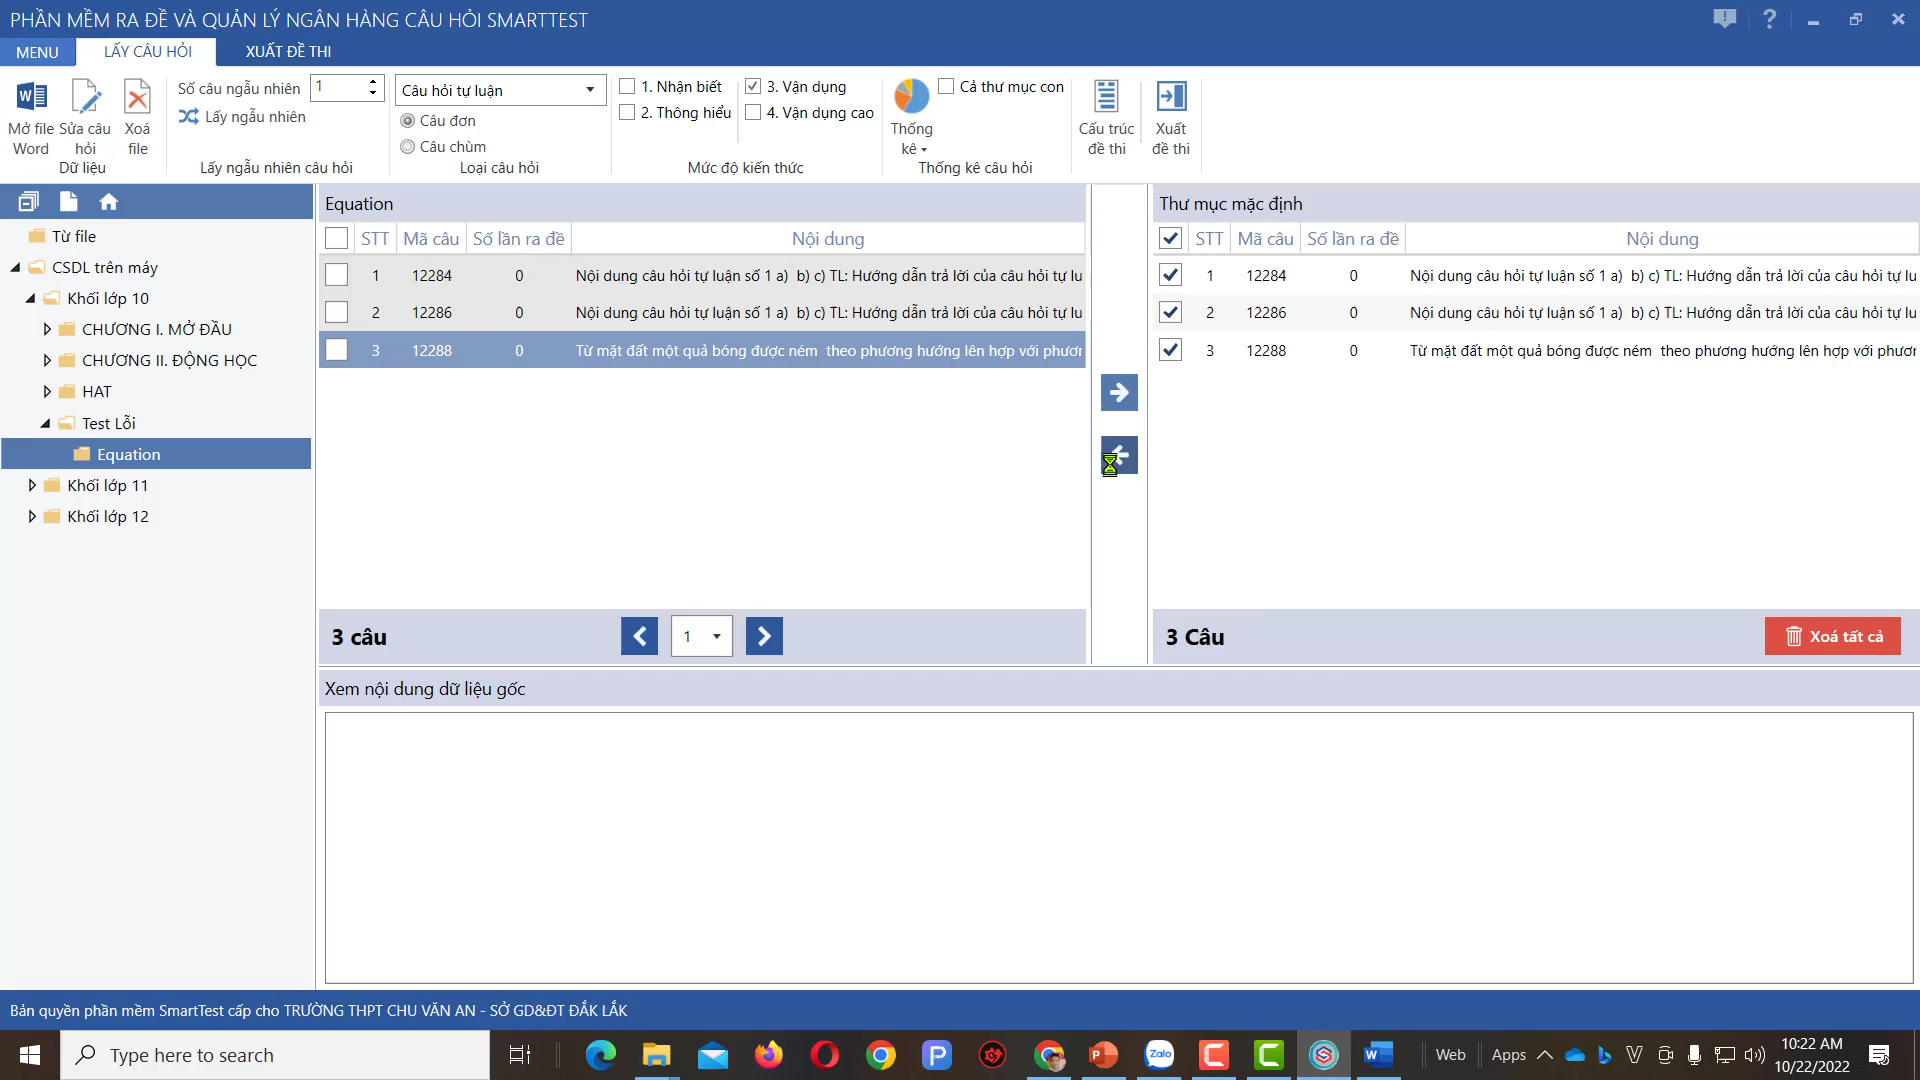 PHẦN MỀM RA ĐỀ VÀ QUẢN LÝ NGÂN HÀNG CÂU HỎI SMARTTEST
MENU LẤY CÂU HỎI XUẤT ĐỀ THI
Số câu ngẫu nhiên 1
Lấy ngẫu nhiên
Mở file Word
Sửa câu hỏi
Xoá file
Dữ liệu
Lấy ngẫu nhiên câu hỏi
Câu hỏi tự luận
Câu đơn
Câu chùm
Loại câu hỏi
1. Nhận biết
2. Thông hiểu
3. Vận dụng
4. Vận dụng cao
Mức độ kiến thức
Thống kê
Cả thư mục con
Thống kê câu hỏi
Cấu trúc đề thi
Xuất đề thi
Từ file
CSDL trên máy
Khối lớp 10
CHƯƠNG I. MỞ ĐẦU
CHƯƠNG II. ĐỘNG HỌC
HAT
Test Lỗi
Equation
Khối lớp 11
Khối lớp 12
Equation
STT Mã câu Số lần ra đề Nội dung
1 12284 0 Nội dung câu hỏi tự luận số 1 a) b) c) TL: Hướng dẫn trả lời của câu hỏi tự lu
2 12286 0 Nội dung câu hỏi tự luận số 1 a) b) c) TL: Hướng dẫn trả lời của câu hỏi tự lu
3 12288 0 Từ mặt đất một quả bóng được ném theo phương hướng lên hợp với phươn
3 câu
1
Thư mục mặc định
STT Mã câu Số lần ra đề Nội dung
1 12284 0 Nội dung câu hỏi tự luận số 1 a) b) c) TL: Hướng dẫn trả lời của câu hỏi tự lu
2 12286 0 Nội dung câu hỏi tự luận số 1 a) b) c) TL: Hướng dẫn trả lời của câu hỏi tự lu
3 12288 0 Từ mặt đất một quả bóng được ném theo phương hướng lên hợp với phươn
3 Câu
Xoá tất cả
Xem nội dung dữ liệu gốc
Bản quyền phần mềm SmartTest cấp cho TRƯỜNG THPT CHU VĂN AN - SỞ GD&ĐT ĐẮK LẮK
Type here to search
Zalo
Web
Apps
10:22 AM
10/22/2022